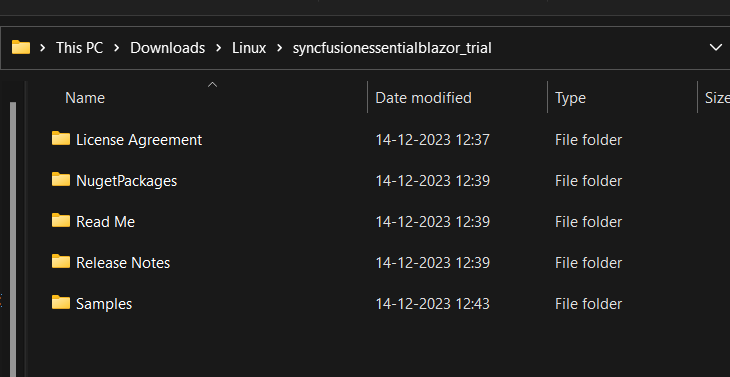 This PC > Downloads > Linux > syncfusionessentialblazor_trial
Name Date modified Type Size
License Agreement 14-12-2023 12:37 File folder
NugetPackages 14-12-2023 12:39 File folder
Read Me 14-12-2023 12:39 File folder
Release Notes 14-12-2023 12:39 File folder
Samples 14-12-2023 12:43 File folder